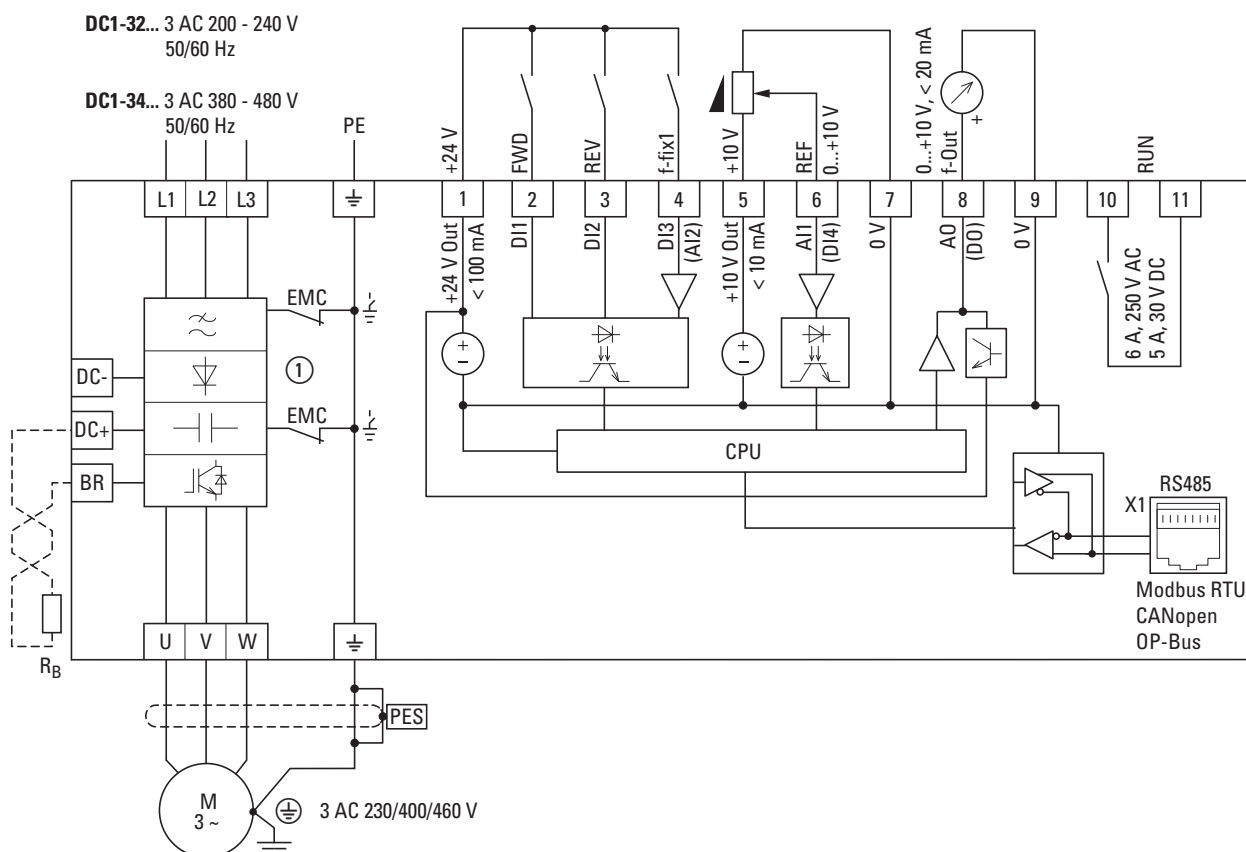 DC1-32... 3 AC 200 - 240 V
50/60 Hz
DC1-34... 3 AC 380 - 480 V
50/60 Hz
PE
+24 V
FWD
REV
f-fix1
+10 V
REF
0...+10 V
0...+10 V, < 20 mA
f-Out
+
RUN
L1 L2 L3
1 2 3 4 5 6 7 8 9 10 11
+24 V Out
< 100 mA
DI1
DI2
DI3
(AI2)
+10 V Out
< 10 mA
AI1
(DI4)
0 V
AO
(DO)
0 V
6 A, 250 V AC
5 A, 30 V DC
EMC
+
−
+
−
DC-
1
DC+
EMC
CPU
BR
RS485
X1
Modbus RTU
CANopen
OP-Bus
RB
U V W
PES
M
3 ~
3 AC 230/400/460 V